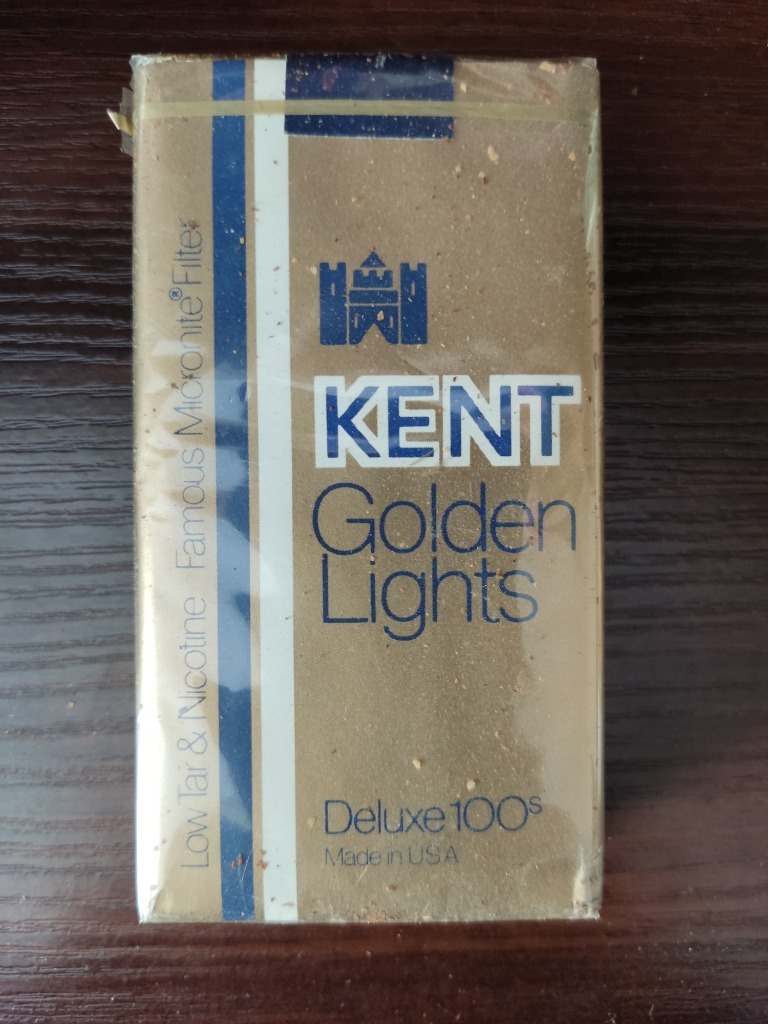 KENT
Golden
Lights
Deluxe 100s
Made in USA
Low Tar & Nicotine Famous Micronite® Filter